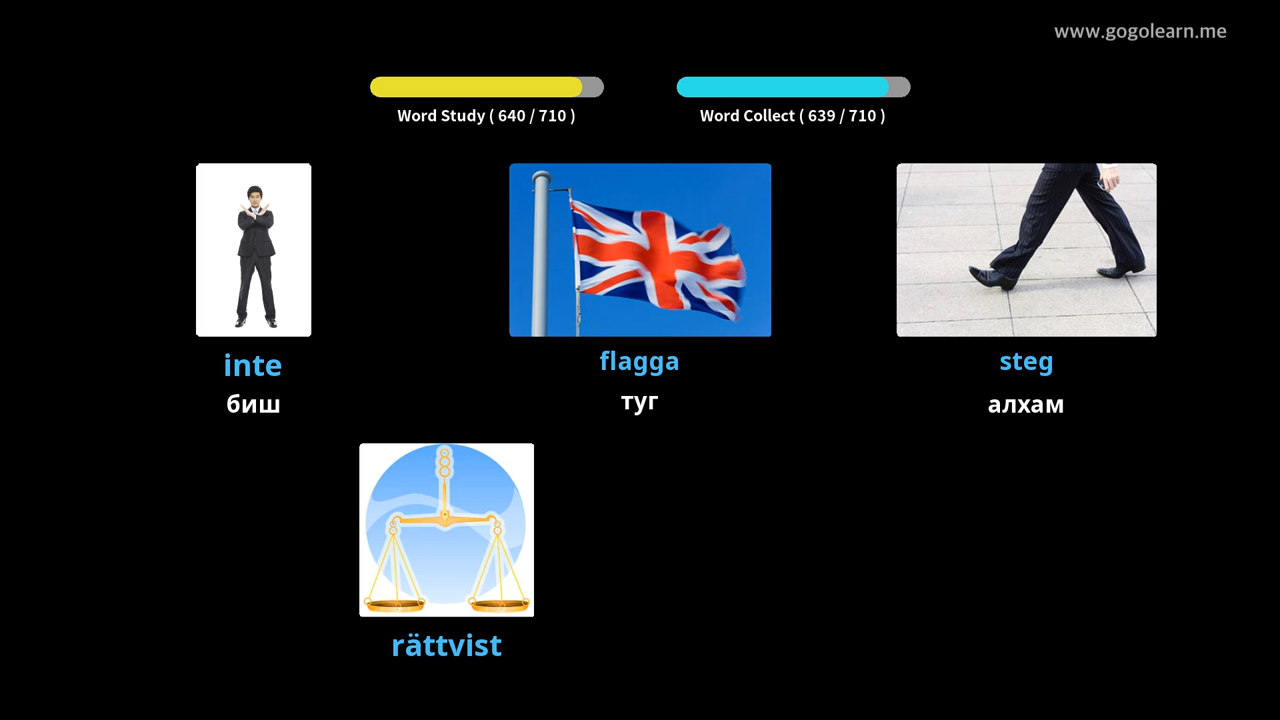 www.gogolearn.me
Word Study ( 640 / 710 )
Word Collect ( 639 / 710 )
inte
flagga
steg
биш
туг
алхам
rättvist